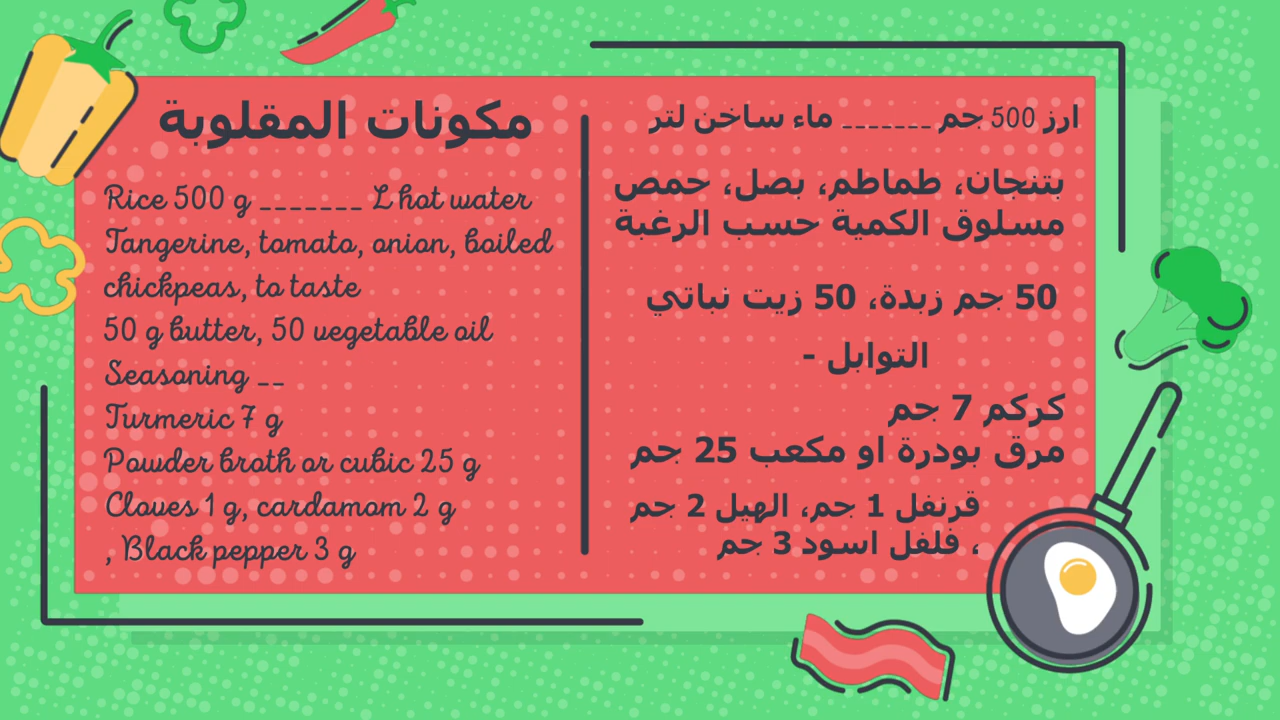 مكونات المقلوبة
Rice 500 g _______ L hot water
Tangerine, tomato, onion, boiled
chickpeas, to taste
50 g butter, 50 vegetable oil
Seasoning __
Turmeric 7 g
Powder broth or cubic 25 g
Cloves 1 g, cardamom 2 g
, Black pepper 3 g
ارز 500 جم _______ ماء ساخن لتر
بتنجان، طماطم، بصل، حمص
مسلوق الكمية حسب الرغبة
50 جم زبدة، 50 زيت نباتي
التوابل -
كركم 7 جم
مرق بودرة او مكعب 25 جم
قرنفل 1 جم، الهيل 2 جم
، فلفل اسود 3 جم